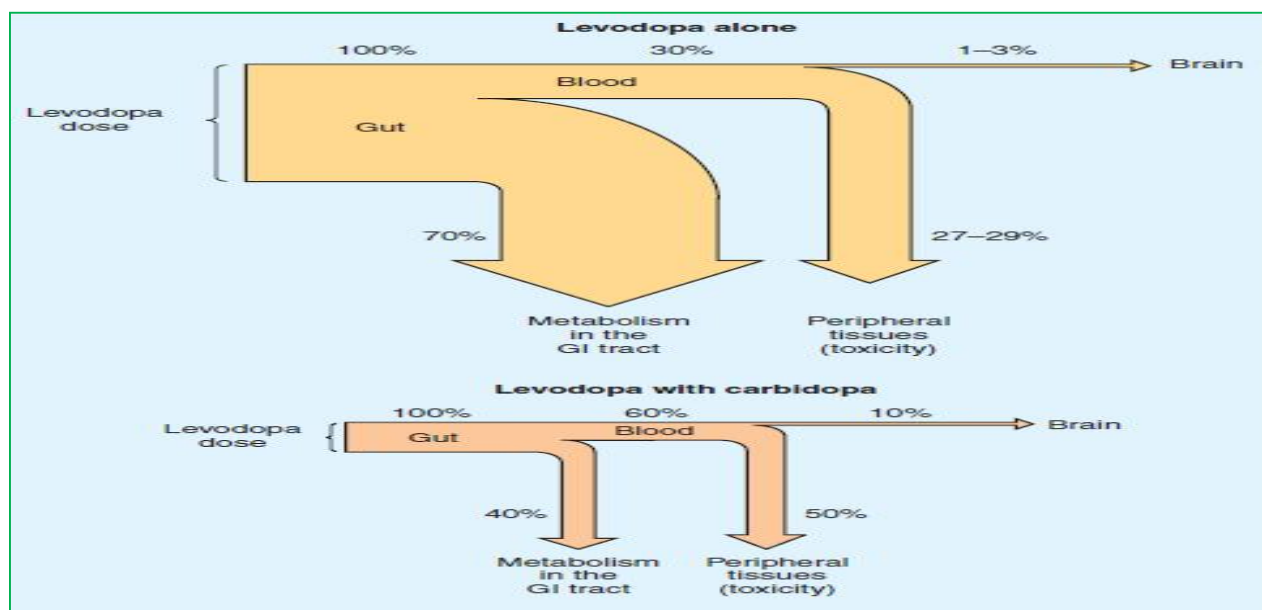 Levodopa alone
100%
30%
1–3%
Brain
Blood
Levodopa
dose
Gut
70%
27–29%
Metabolism
in the
GI tract
Peripheral
tissues
(toxicity)
Levodopa with carbidopa
100%
60%
10%
Levodopa
dose
Gut
Blood
Brain
40%
50%
Metabolism
in the
GI tract
Peripheral
tissues
(toxicity)